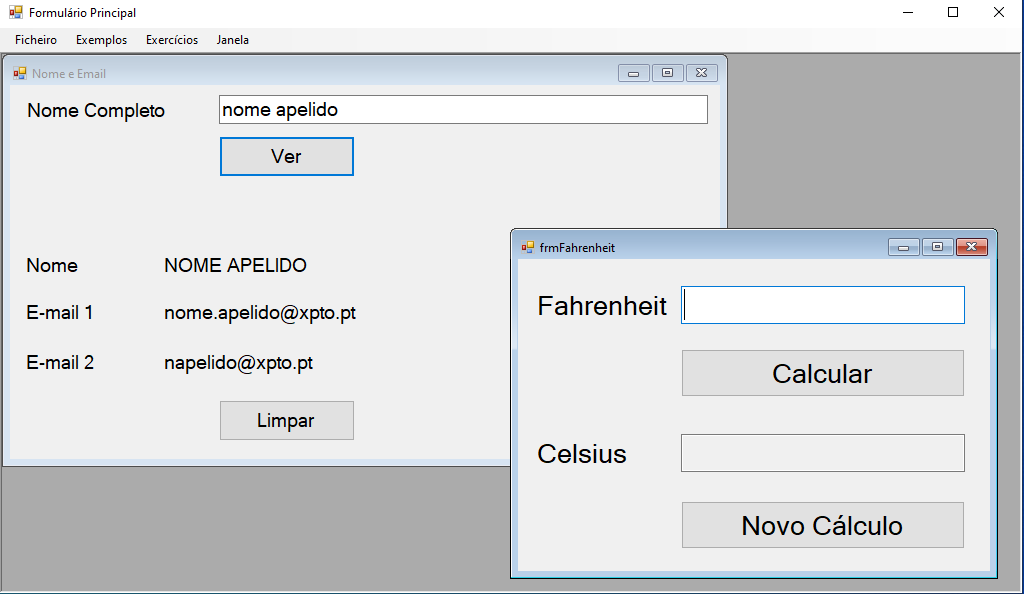 Formulário Principal
Ficheiro Exemplos Exercícios Janela
Nome e Email
Nome Completo nome apelido
Ver
Nome NOME APELIDO
E-mail 1 nome.apelido@xpto.pt
E-mail 2 napelido@xpto.pt
Limpar
frmFahrenheit
Fahrenheit
Calcular
Celsius
Novo Cálculo